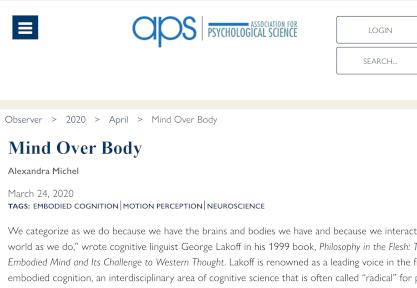 aps
ASSOCIATION FOR
PSYCHOLOGICAL SCIENCE
LOGIN
SEARCH...
Observer > 2020 > April > Mind Over Body
Mind Over Body
Alexandra Michel
March 24, 2020
TAGS: EMBODIED COGNITION | MOTION PERCEPTION | NEUROSCIENCE
We categorize as we do because we have the brains and bodies we have and because we interact
world as we do,” wrote cognitive linguist George Lakoff in his 1999 book, Philosophy in the Flesh:
Embodied Mind and Its Challenge to Western Thought. Lakoff is renowned as a leading voice in the
embodied cognition, an interdisciplinary area of cognitive science that is often called “radical” for